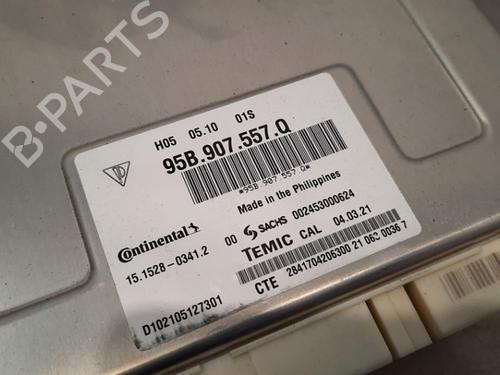 H05 05.10 01S
95B.907.557.Q
*95B.907.557 Q*
Made in the Philippines
Continental
00 SACHS 002453000624
15.1528-0341.2
TEMIC CAL 04.03.21
CTE 2841704206300 21 063 0036 7
D102105127301
B-PARTS